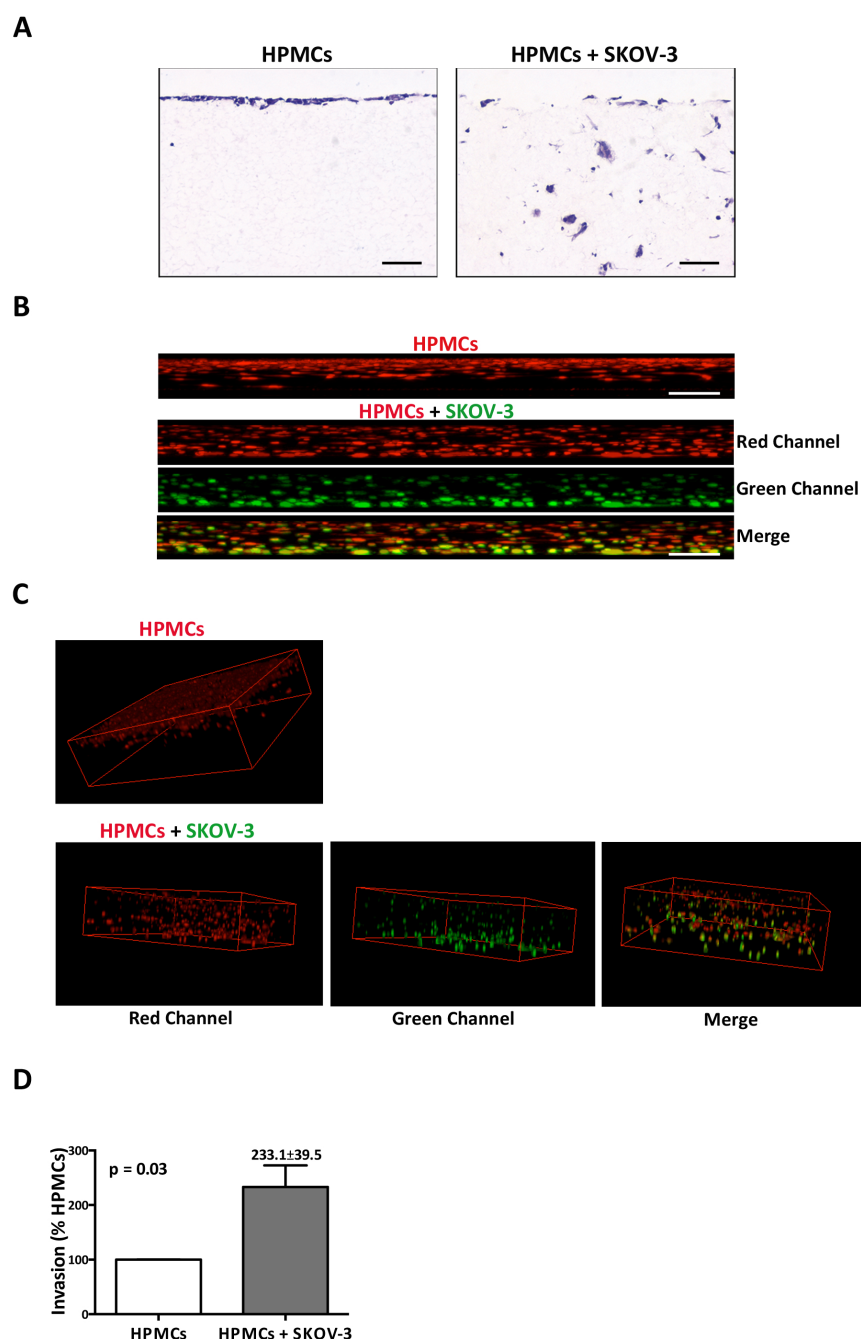 A
HPMCs
HPMCs + SKOV-3
B
HPMCs
HPMCs + SKOV-3
Red Channel
Green Channel
Merge
C
HPMCs
HPMCs + SKOV-3
Red Channel
Green Channel
Merge
D
Invasion (% HPMCs)
300
200
100
0
p = 0.03
233.1±39.5
HPMCs
HPMCs + SKOV-3